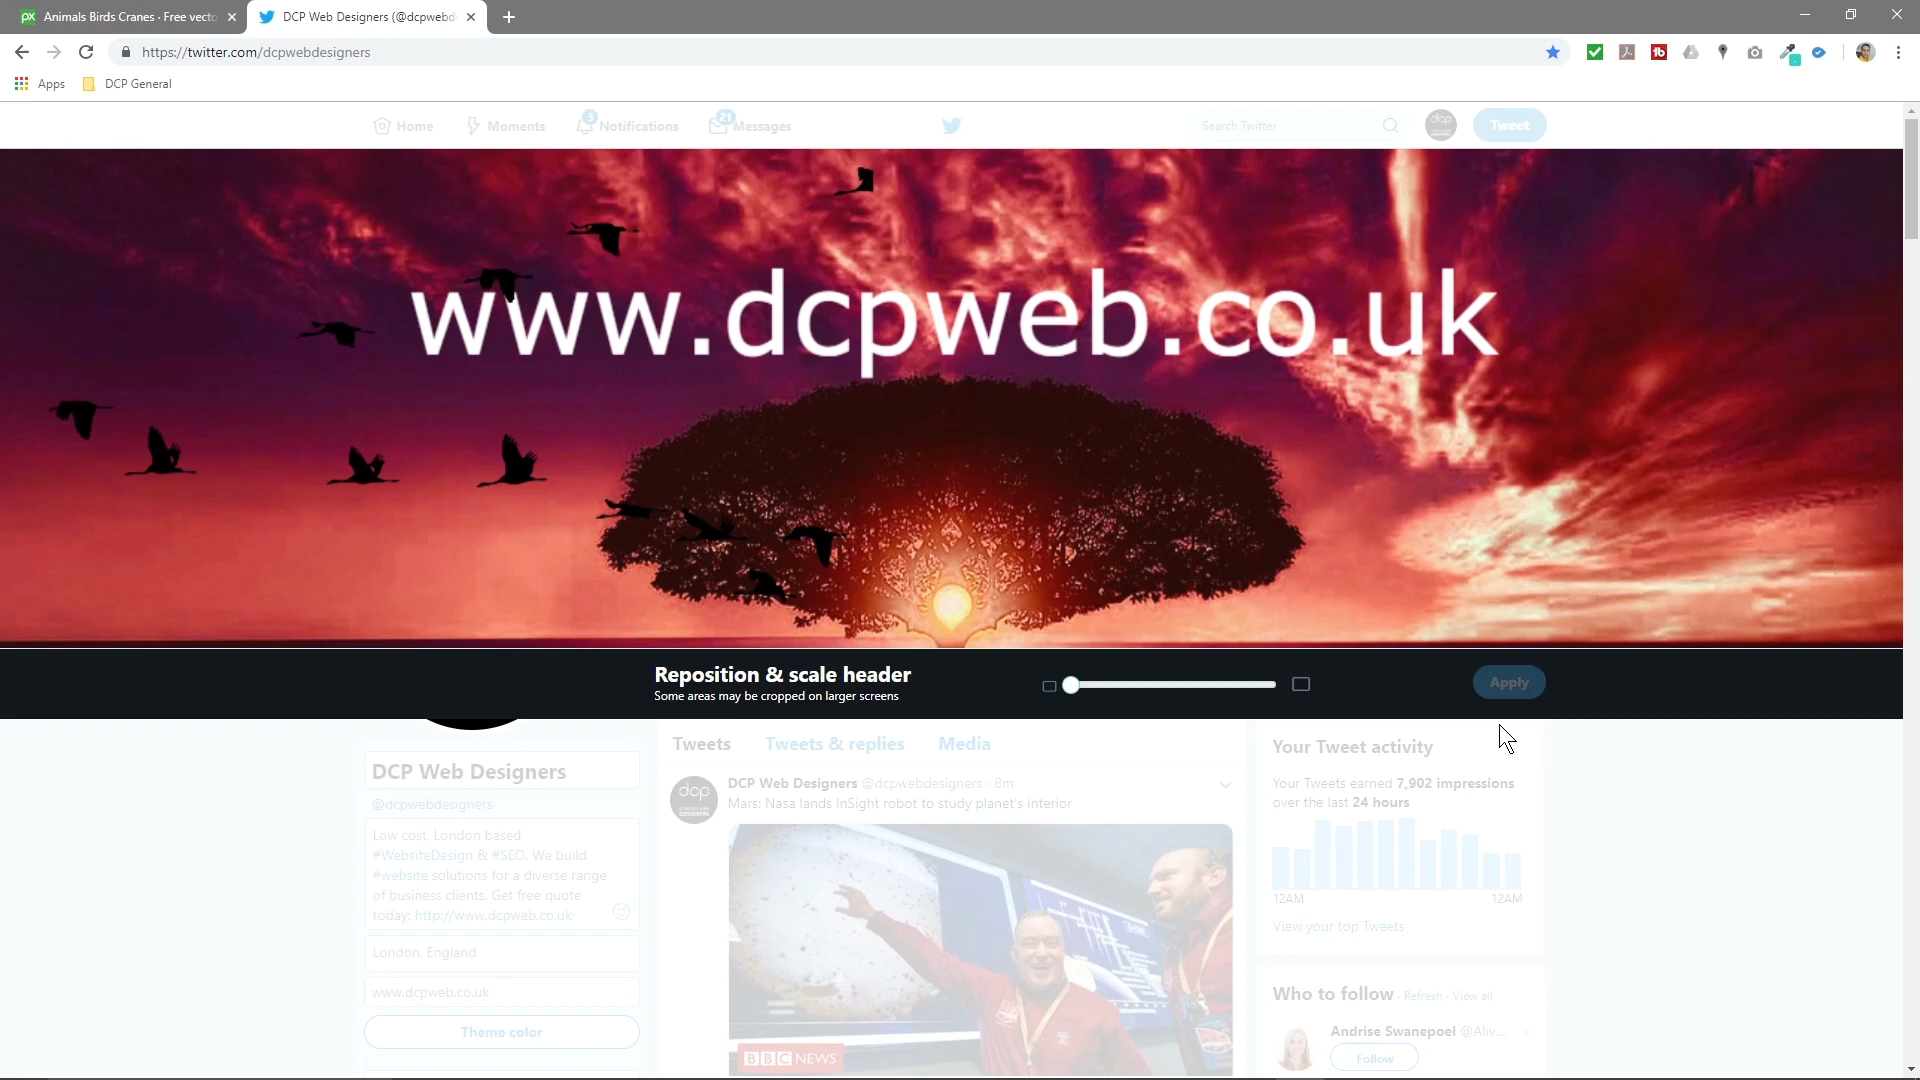 Animals Birds Cranes · Free vecto
DCP Web Designers (@dcpwebd
https://twitter.com/dcpwebdesigners
Apps
DCP General
Home
Moments
3
Notifications
21
Messages
Search Twitter
dcp
Tweet
www.dcpweb.co.uk
Reposition & scale header
Some areas may be cropped on larger screens
Apply
Tweets
Tweets & replies
Media
DCP Web Designers
@dcpwebdesigners
Low cost, London based
#WebsiteDesign & #SEO. We build
#website solutions for a diverse range
of business clients. Get free quote
today: http://www.dcpweb.co.uk
London, England
www.dcpweb.co.uk
Theme color
dcp
DCP Web Designers @dcpwebdesigners · 8m
Mars: Nasa lands InSight robot to study planet's interior
BBC NEWS
Your Tweet activity
Your Tweets earned 7,902 impressions
over the last 24 hours
12AM
12AM
View your top Tweets
Who to follow · Refresh · View all
Andrise Swanepoel @Aliv...
Follow